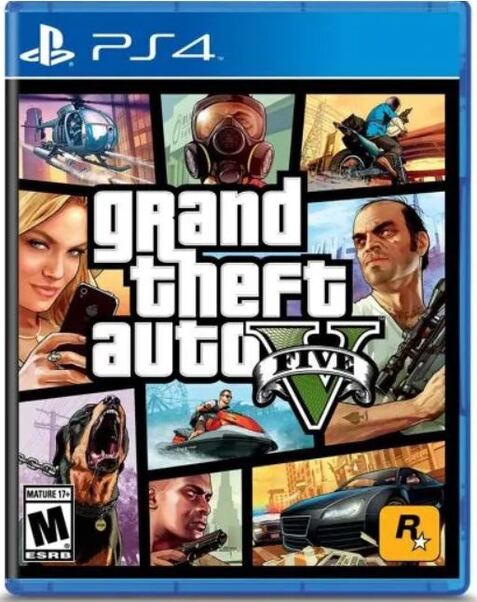 PS4
grand
theft
auto V
FIVE
MATURE 17+
M
ESRB
R